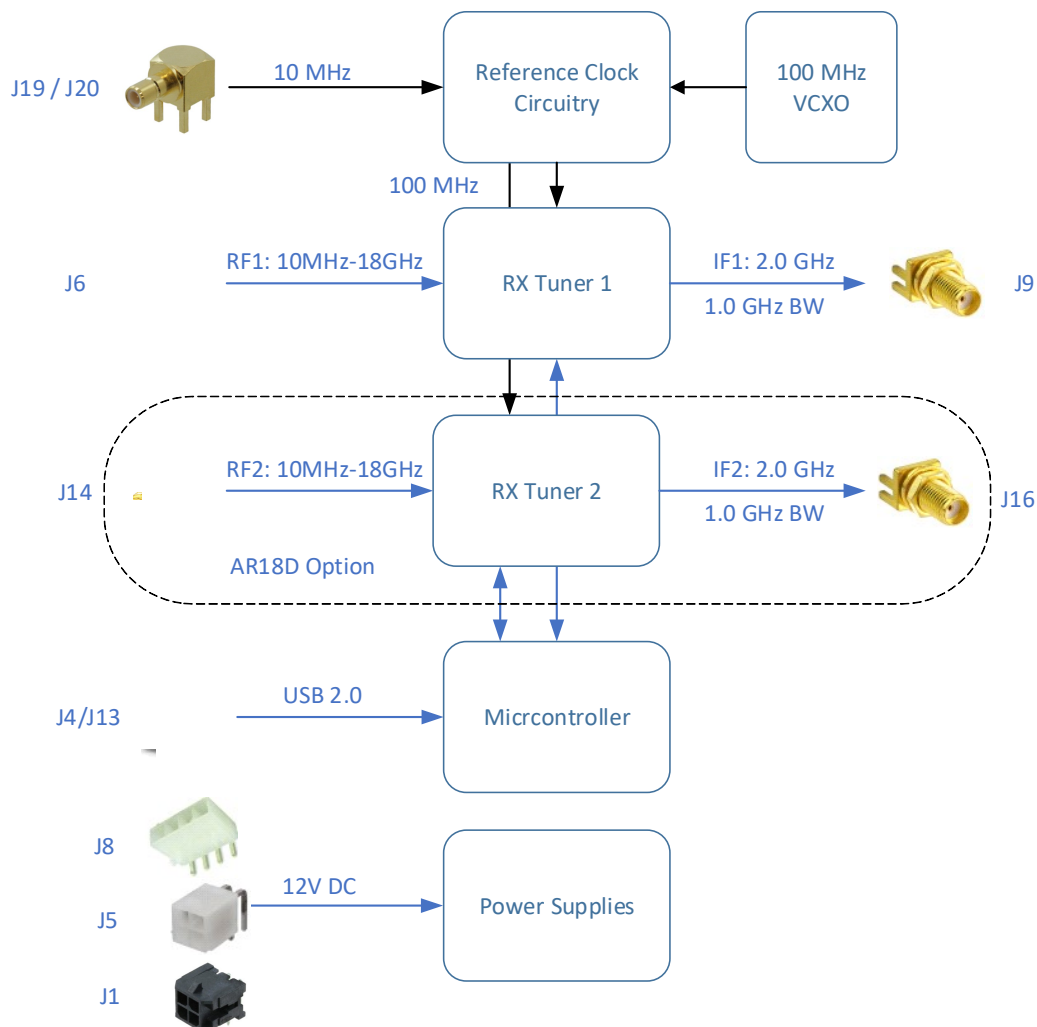 J19 / J20
10 MHz
Reference Clock
Circuitry
100 MHz
VCXO
100 MHz
J6
RF1: 10MHz-18GHz
RX Tuner 1
IF1: 2.0 GHz
1.0 GHz BW
J9
J14
RF2: 10MHz-18GHz
RX Tuner 2
IF2: 2.0 GHz
1.0 GHz BW
J16
AR18D Option
J4/J13
USB 2.0
Micrcontroller
J8
J5
12V DC
Power Supplies
J1